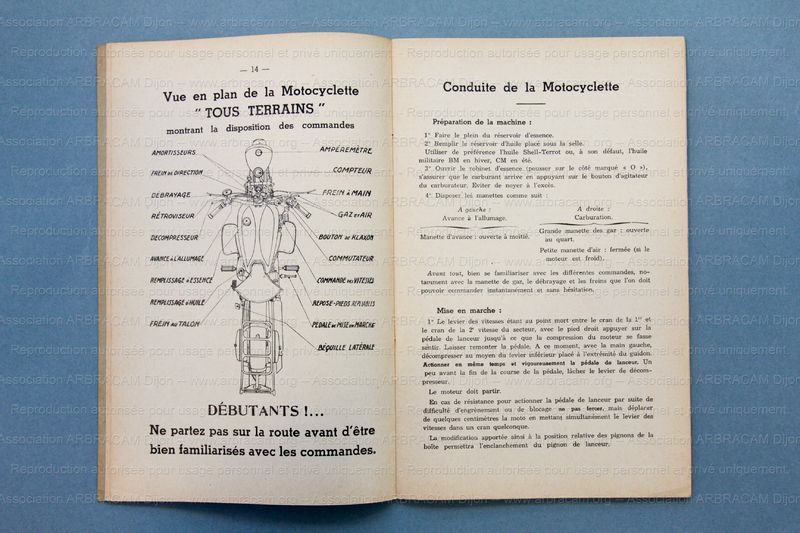 — 14 —
Vue en plan de la Motocyclette
“ TOUS TERRAINS ”
montrant la disposition des commandes
AMORTISSEURS
FREIN DE DIRECTION
DÉBRAYAGE
RÉTROVISEUR
DECOMPRESSEUR
AVANCE À L'ALLUMAGE
REMPLISSAGE D'ESSENCE
REMPLISSAGE D'HUILE
FREIN AU TALON
AMPÈREMÈTRE
COMPTEUR
FREIN À MAIN
GAZ ET AIR
BOUTON DE KLAXON
COMMUTATEUR
COMMANDE DES VITESSES
REPOSE-PIEDS REPLIABLES
PÉDALE DE MISE EN MARCHE
BÉQUILLE LATÉRALE
DÉBUTANTS !...
Ne partez pas sur la route avant d'être
bien familiarisés avec les commandes.
Conduite de la Motocyclette
Préparation de la machine :
1° Faire le plein du réservoir d'essence.
2° Remplir le réservoir d'huile placé sous la selle.
Utiliser de préférence l'huile Shell-Terrot ou, à son défaut, l'huile
militaire BM en hiver, CM en été.
3° Ouvrir le robinet d'essence (pousser sur le côté marqué « O »),
s'assurer que le carburant arrive en appuyant sur le bouton d'agitateur
du carburateur. Eviter de noyer à l'excès.
4° Disposer les manettes comme suit :
A gauche :
Avance à l'allumage.
Manette d'avance : ouverte à moitié.
A droite :
Carburation.
Grande manette des gaz : ouverte
au quart.
Petite manette d'air : fermée (si le
moteur est froid).
Avant tout, bien se familiariser avec les différentes commandes, no-
tamment avec la manette de gaz, le débrayage et les freins que l'on doit
pouvoir commander instantanément et sans hésitation.
Mise en marche :
1° Le levier des vitesses étant au point mort entre le cran de la 1re et
le cran de la 2e vitesse du secteur, avec le pied droit appuyer sur la
pédale de lanceur jusqu'à ce que la compression du moteur se fasse
sentir. Laisser remonter la pédale. A ce moment, avec la main gauche,
décompresser au moyen du levier inférieur placé à l'extrémité du guidon.
Actionner en même temps et vigoureusement la pédale de lanceur. Un
peu avant la fin de la course de la pédale, lâcher le levier de décom-
presseur.
Le moteur doit partir.
En cas de résistance pour actionner la pédale de lanceur par suite de
difficulté d'engrènement ou de blocage ne pas forcer, mais déplacer
de quelques centimètres la moto en mettant simultanément le levier des
vitesses dans un cran quelconque.
La modification apportée ainsi à la position relative des pignons de la
boîte permettra l'enclanchement du pignon de lanceur.
Reproduction autorisée pour usage personnel et privé uniquement.
Association ARBRACAM Dijon – www.arbracam.org